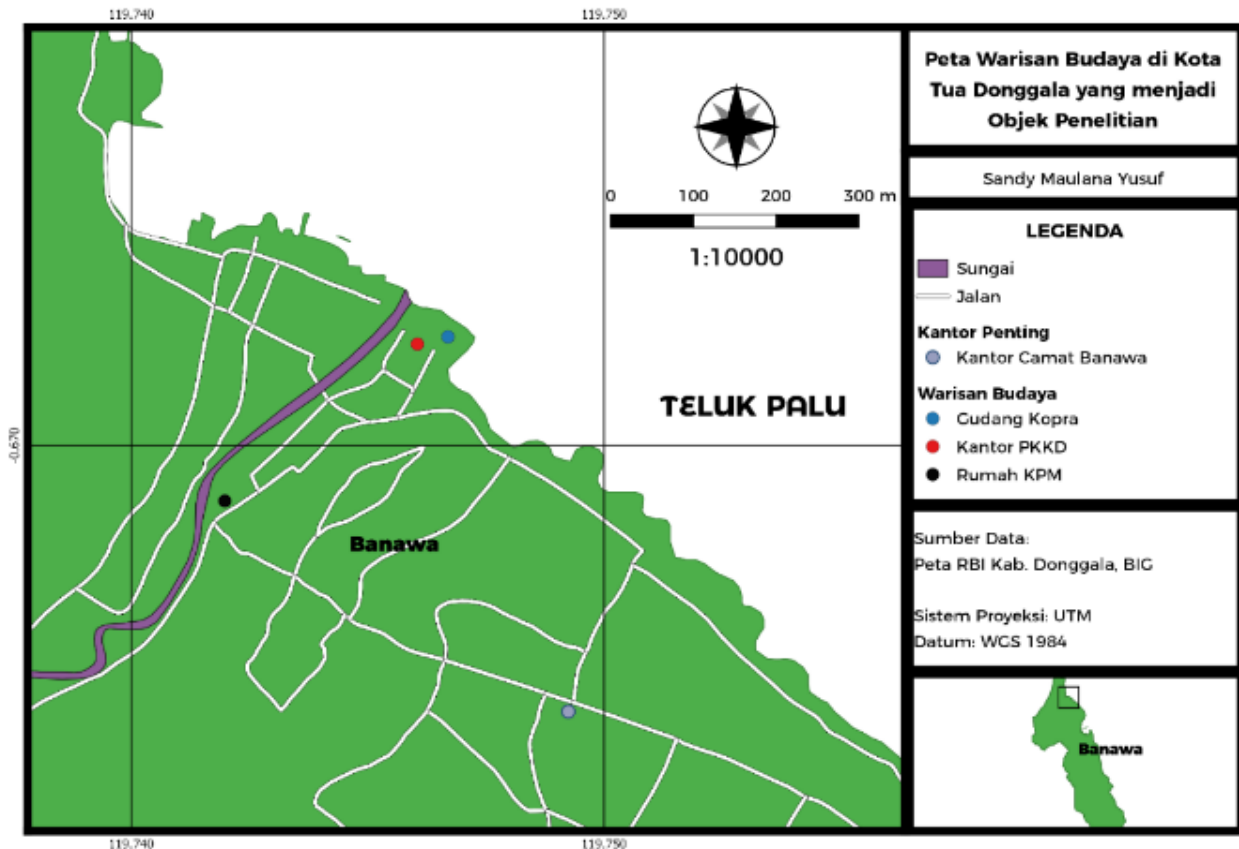 119.740
119.750
Peta Warisan Budaya di Kota
Tua Donggala yang menjadi
Objek Penelitian
Sandy Maulana Yusuf
0 100 200 300 m
1:10000
LEGENDA
Sungai
Jalan
Kantor Penting
Kantor Camat Banawa
Warisan Budaya
Gudang Kopra
Kantor PKKD
Rumah KPM
TELUK PALU
-0.670
Banawa
Sumber Data:
Peta RBI Kab. Donggala, BIG
Sistem Proyeksi: UTM
Datum: WGS 1984
Banawa
119.740
119.750